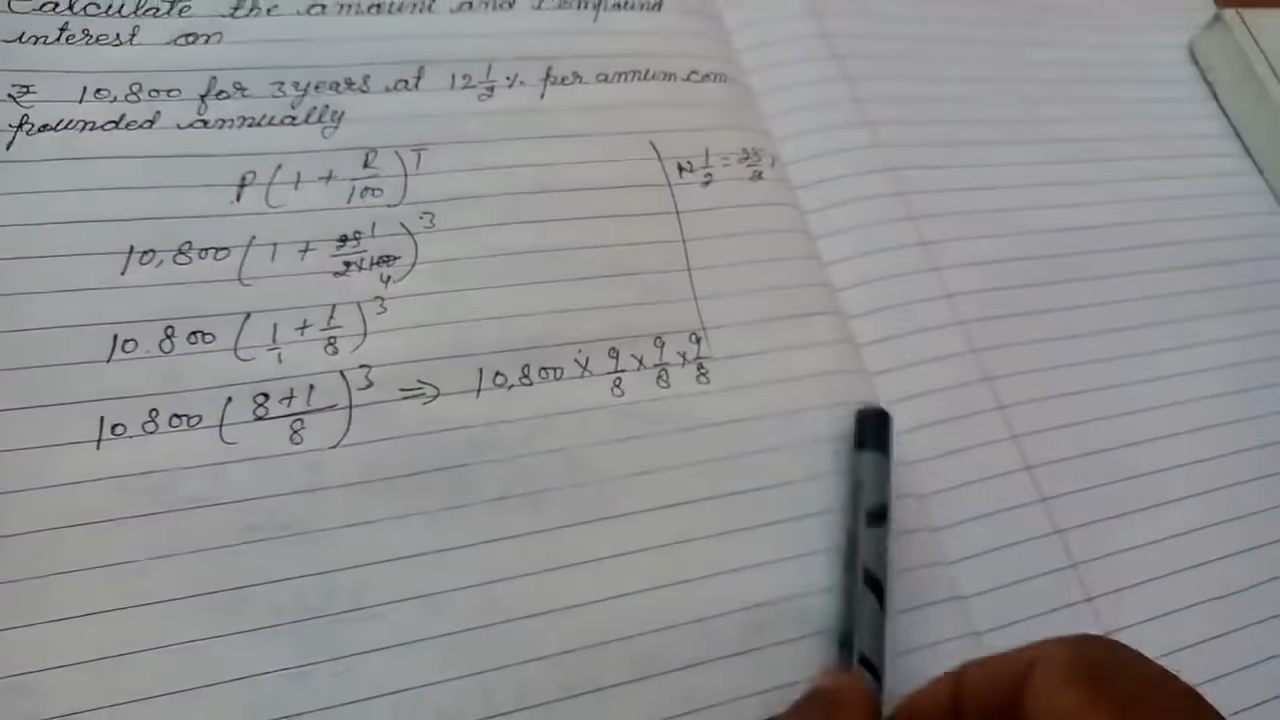 Calculate the amount and compound
interest on
₹ 10,800 for 3 years at 12 1/2 % per annum com
pounded annually
P(1 + R/100)^T
12 1/2 = 25/2 %
10,800 (1 + 25 1/2×100 4)^3
10.800 (1/1 + 1/8)^3
10.800 (8+1/8)^3 ⇒ 10,800 × 9/8 × 9/8 × 9/8